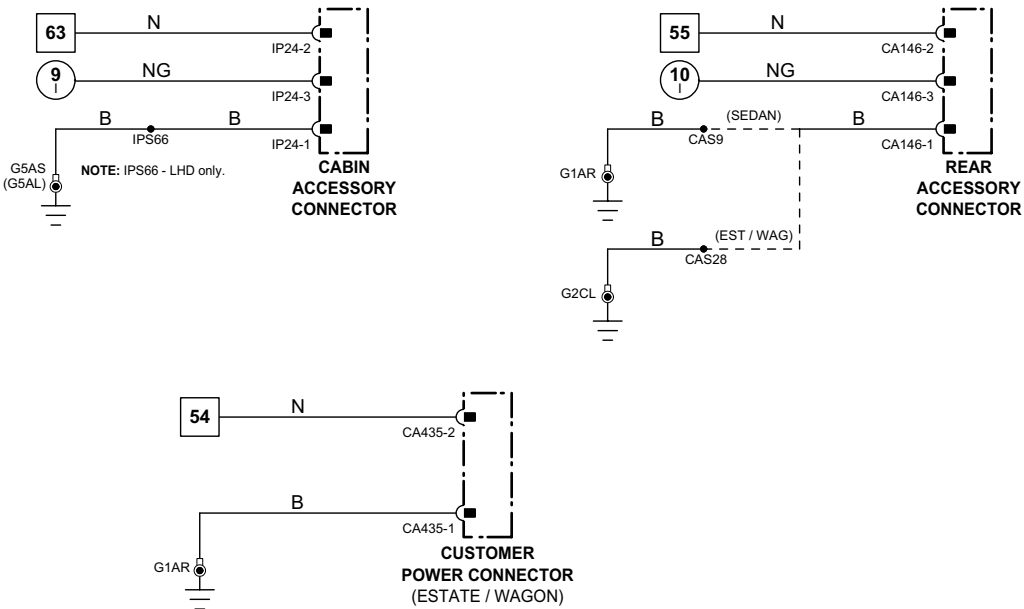 63
N
IP24-2
9
I
NG
IP24-3
B
B
IPS66
IP24-1
G5AS
(G5AL)
NOTE: IPS66 - LHD only.
CABIN
ACCESSORY
CONNECTOR
55
N
CA146-2
10
I
NG
CA146-3
B
(SEDAN)
B
CAS9
CA146-1
G1AR
REAR
ACCESSORY
CONNECTOR
B
(EST / WAG)
CAS28
G2CL
54
N
CA435-2
B
CA435-1
G1AR
CUSTOMER
POWER CONNECTOR
(ESTATE / WAGON)